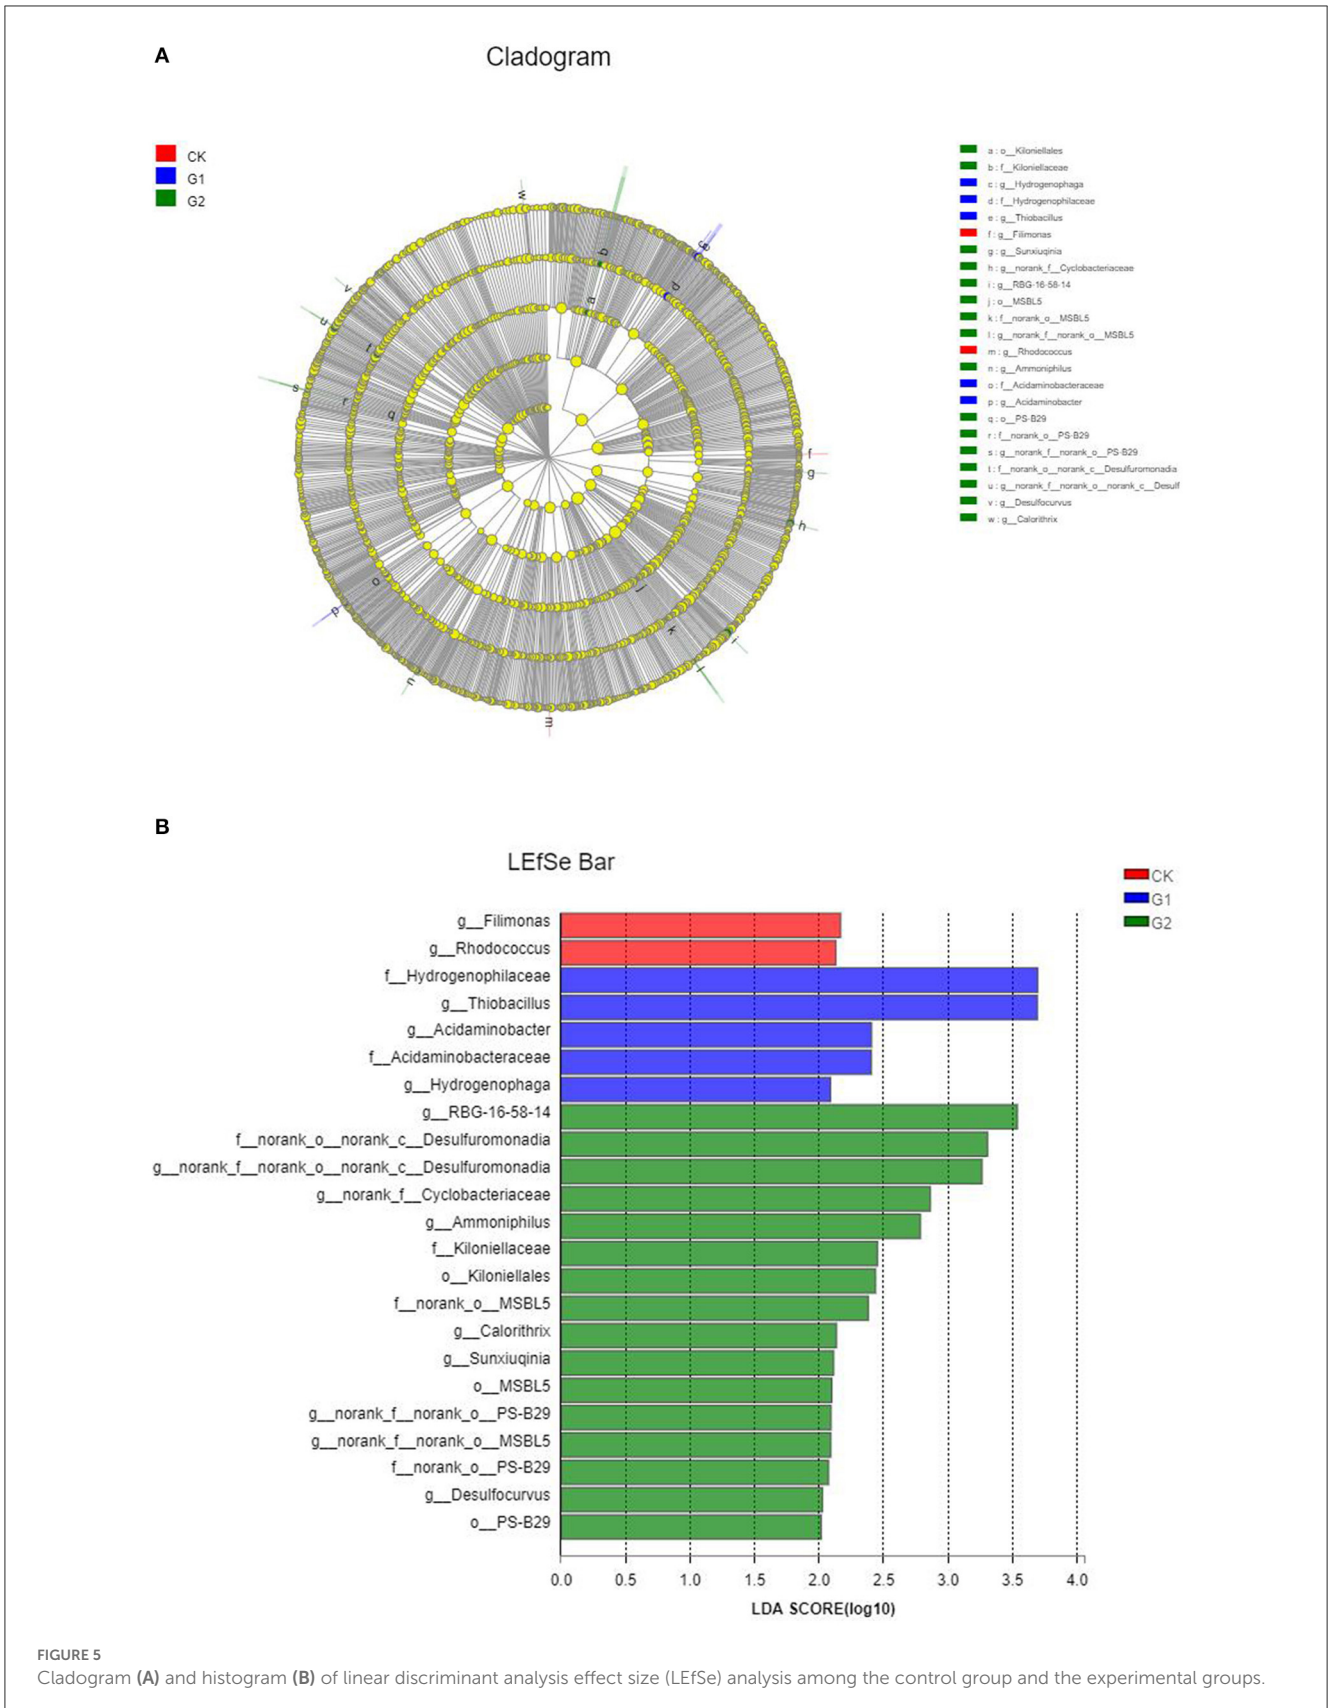 A
Cladogram
CK
G1
G2
a : o__Kiloniellales
b : f__Kiloniellaceae
c : g__Hydrogenophaga
d : f__Hydrogenophilaceae
e : g__Thiobacillus
f : g__Filimonas
g : g__Sunxiuqinia
h : g__norank_f__Cyclobacteriaceae
i : g__RBG-16-58-14
j : o__MSBL5
k : f__norank_o__MSBL5
l : g__norank_f__norank_o__MSBL5
m : g__Rhodococcus
n : g__Ammoniphilus
o : f__Acidaminobacteraceae
p : g__Acidaminobacter
q : o__PS-B29
r : f__norank_o__PS-B29
s : g__norank_f__norank_o__PS-B29
t : f__norank_o__norank_c__Desulfuromonadia
u : g__norank_f__norank_o__norank_c__Desulf
v : g__Desulfocurvus
w : g__Calorithrix
w
b
d
a
v
u
t
s
r
q
f
g
h
i
j
k
l
o
p
n
m
B
LEfSe Bar
CK
G1
G2
g__Filimonas
g__Rhodococcus
f__Hydrogenophilaceae
g__Thiobacillus
g__Acidaminobacter
f__Acidaminobacteraceae
g__Hydrogenophaga
g__RBG-16-58-14
f__norank_o__norank_c__Desulfuromonadia
g__norank_f__norank_o__norank_c__Desulfuromonadia
g__norank_f__Cyclobacteriaceae
g__Ammoniphilus
f__Kiloniellaceae
o__Kiloniellales
f__norank_o__MSBL5
g__Calorithrix
g__Sunxiuqinia
o__MSBL5
g__norank_f__norank_o__PS-B29
g__norank_f__norank_o__MSBL5
f__norank_o__PS-B29
g__Desulfocurvus
o__PS-B29
0.0 0.5 1.0 1.5 2.0 2.5 3.0 3.5 4.0
LDA SCORE(log10)
FIGURE 5
Cladogram (A) and histogram (B) of linear discriminant analysis effect size (LEfSe) analysis among the control group and the experimental groups.